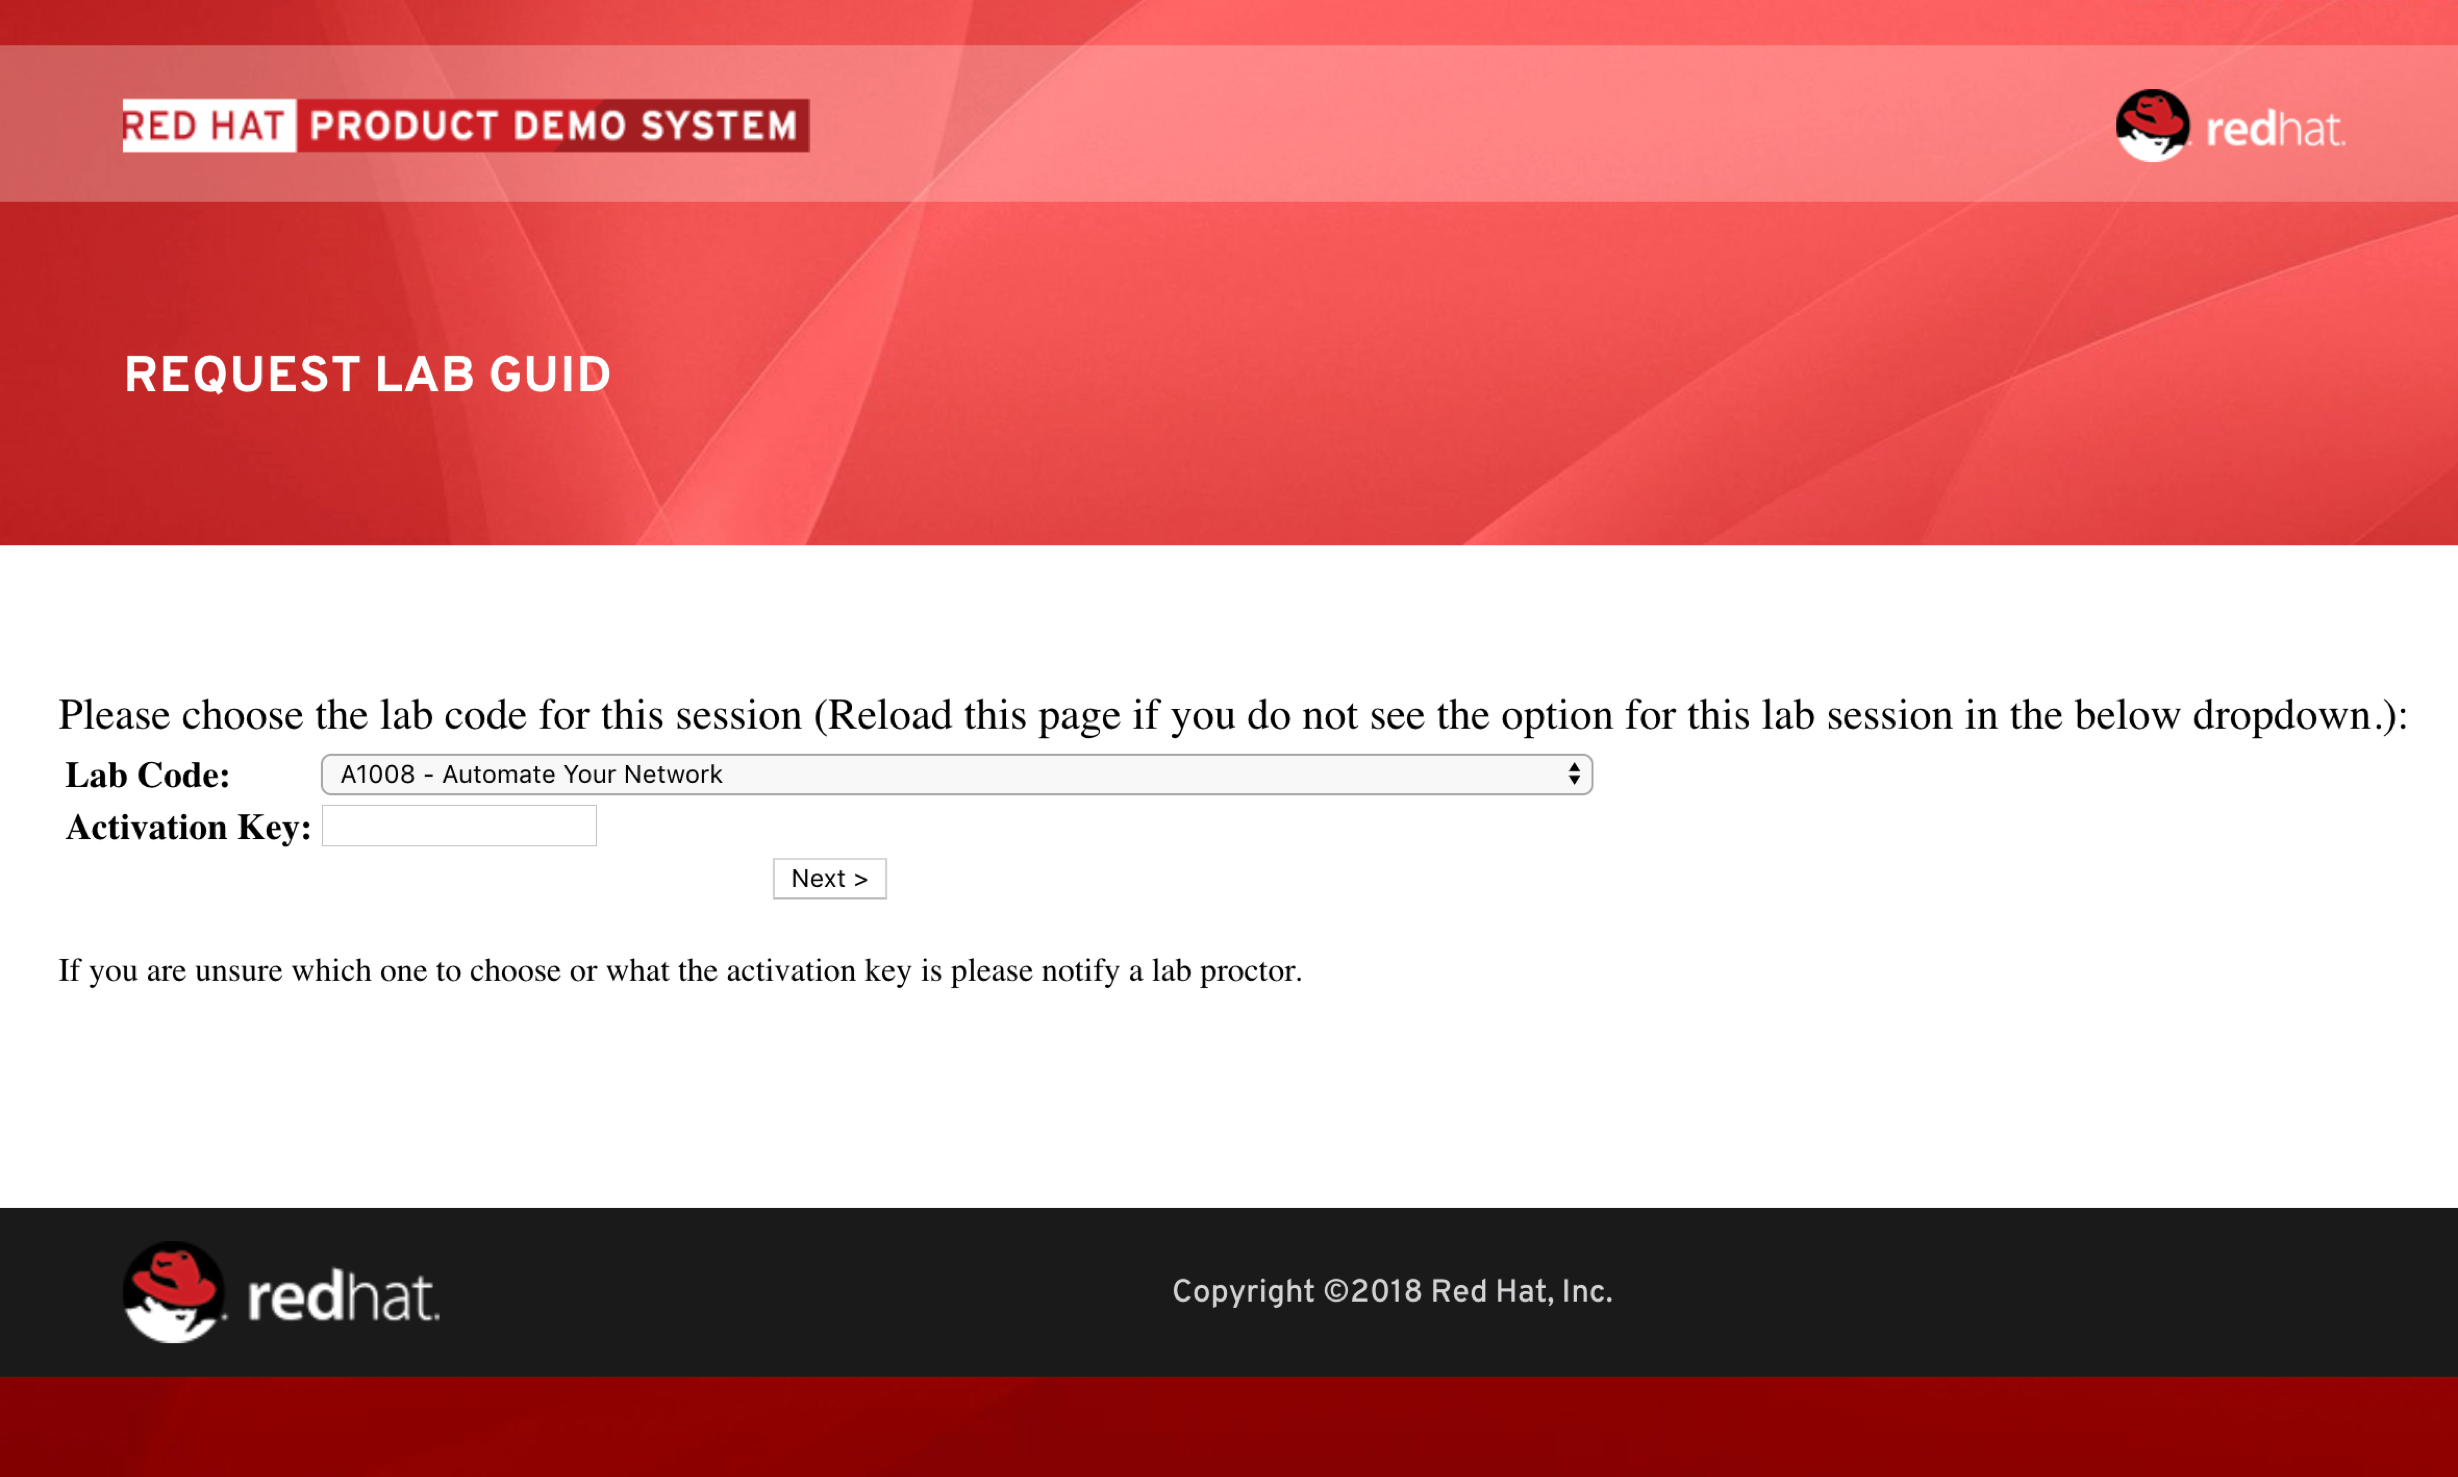 RED HAT PRODUCT DEMO SYSTEM
redhat.
REQUEST LAB GUID
Please choose the lab code for this session (Reload this page if you do not see the option for this lab session in the below dropdown.):
Lab Code: A1008 - Automate Your Network
Activation Key:
Next >
If you are unsure which one to choose or what the activation key is please notify a lab proctor.
redhat.
Copyright ©2018 Red Hat, Inc.